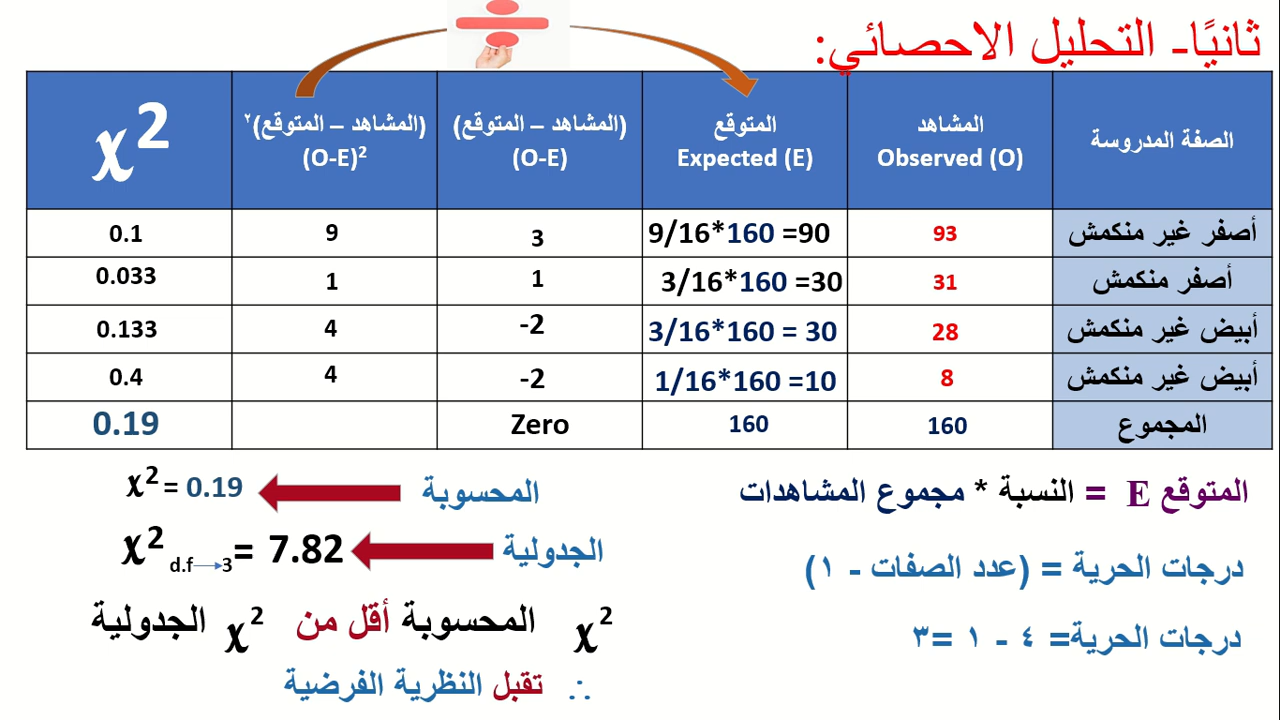 ثانيًا- التحليل الاحصائي:
الصفة المدروسة
المشاهد
Observed (O)
المتوقع
Expected (E)
(المشاهد – المتوقع)
(O-E)
(المشاهد – المتوقع)٢
(O-E)²
χ²
أصفر غير منكمش
93
9/16*160 =90
3
9
0.1
أصفر منكمش
31
3/16*160 =30
1
1
0.033
أبيض غير منكمش
28
3/16*160 = 30
-2
4
0.133
أبيض غير منكمش
8
1/16*160 =10
-2
4
0.4
المجموع
160
160
Zero
0.19
المتوقع E = النسبة * مجموع المشاهدات
درجات الحرية = (عدد الصفات - ١)
درجات الحرية= ٤ - ١ =٣
المحسوبة χ² = 0.19
الجدولية χ² d.f→3 = 7.82
χ² المحسوبة أقل من χ² الجدولية
∴ تقبل النظرية الفرضية